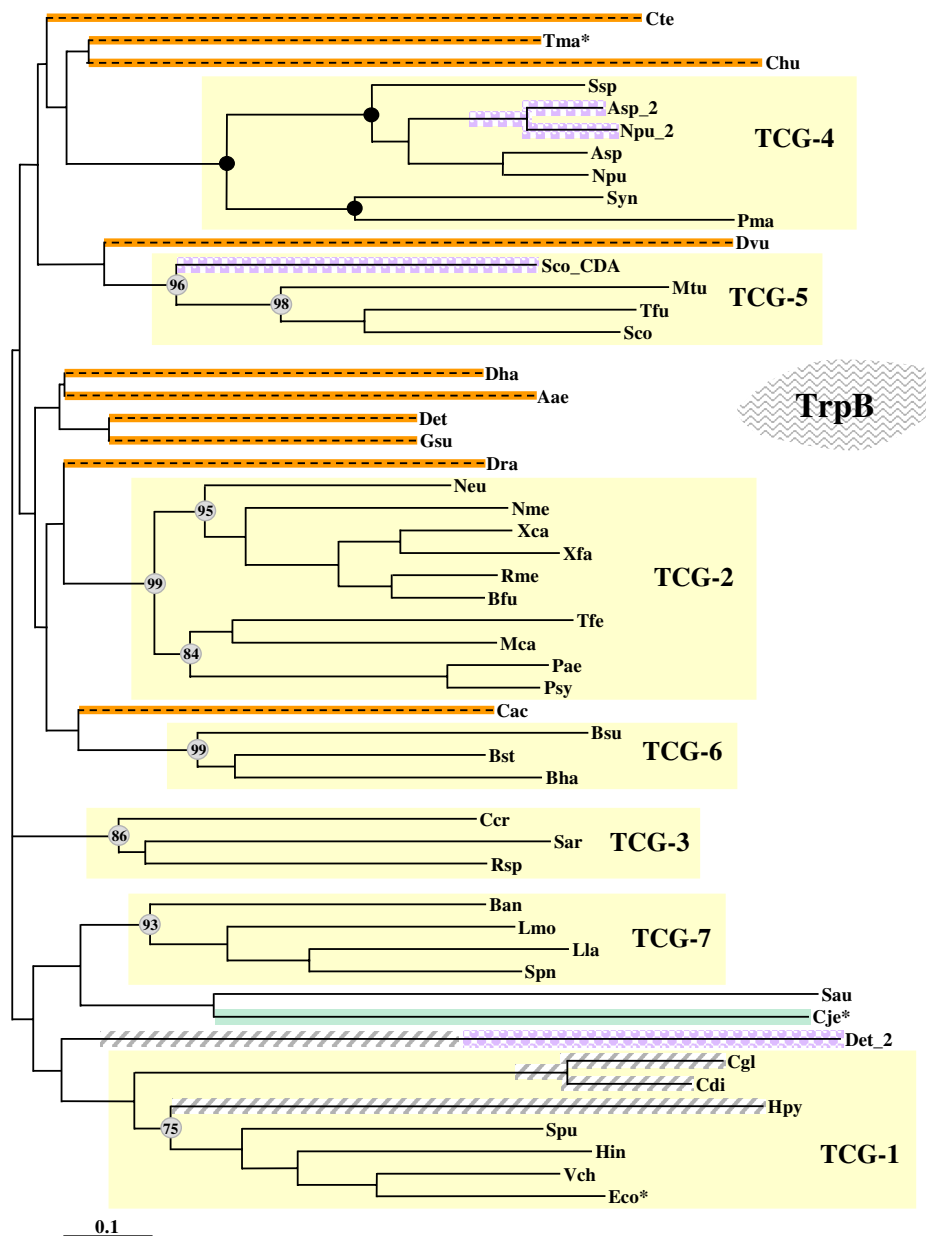 Cte
Tma*
Chu
Ssp
Asp_2
Npu_2
TCG-4
Asp
Npu
Syn
Pma
Dvu
Sco_CDA
96
Mtu
TCG-5
98
Tfu
Sco
Dha
Aae
TrpB
Det
Gsu
Dra
Neu
95
Nme
Xca
Xfa
Rme
TCG-2
99
Bfu
Tfe
Mca
84
Pae
Psy
Cac
Bsu
99
TCG-6
Bst
Bha
Ccr
86
Sar
TCG-3
Rsp
Ban
93
Lmo
TCG-7
Lla
Spn
Sau
Cje*
Det_2
Cgl
Cdi
Hpy
75
Spu
Hin
TCG-1
Vch
Eco*
0.1